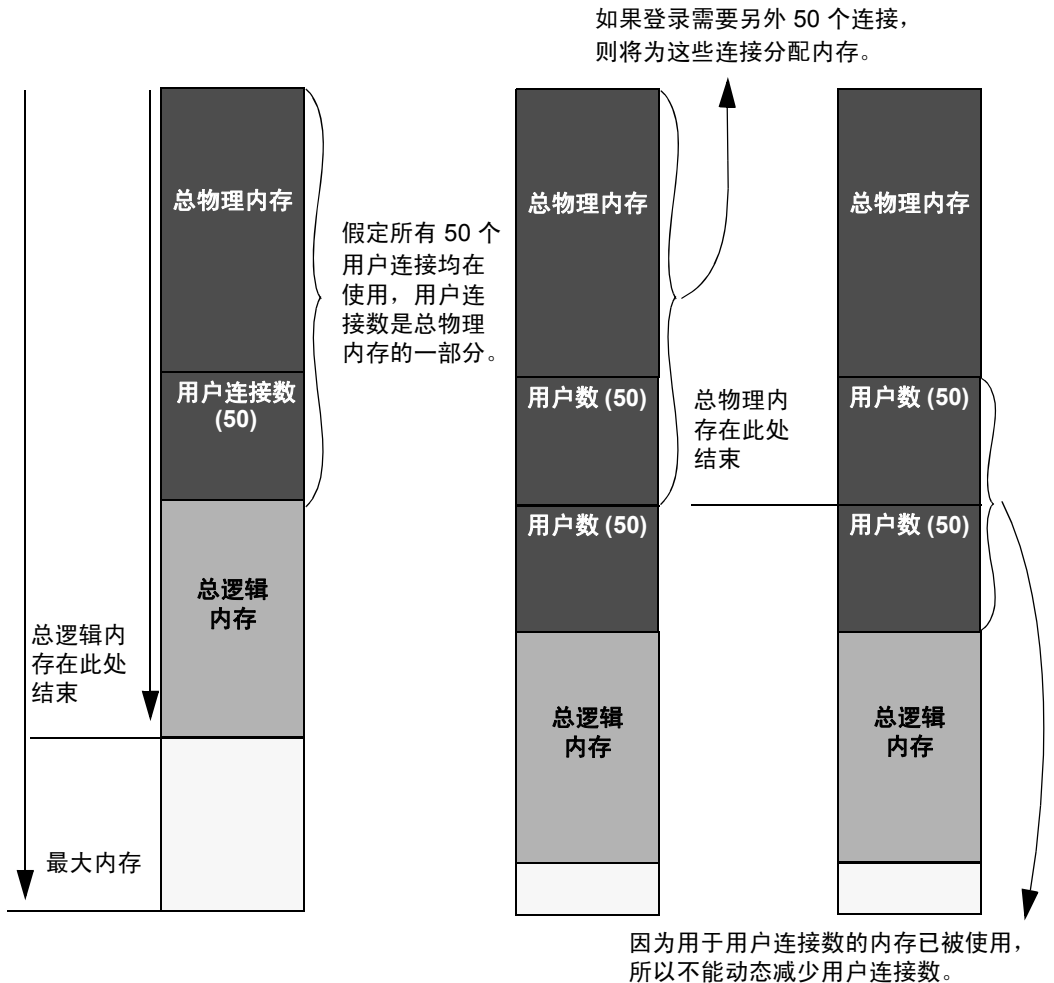 如果登录需要另外 50 个连接，
则将为这些连接分配内存。
总物理内存
假定所有 50 个
用户连接均在
使用，用户连
接数是总物理
内存的一部分。
用户连接数
(50)
总逻辑
内存
总逻辑内
存在此处
结束
最大内存
总物理内存
用户数 (50)
用户数 (50)
总逻辑
内存
总物理内
存在此处
结束
总物理内存
用户数 (50)
用户数 (50)
总逻辑
内存
因为用于用户连接数的内存已被使用，
所以不能动态减少用户连接数。